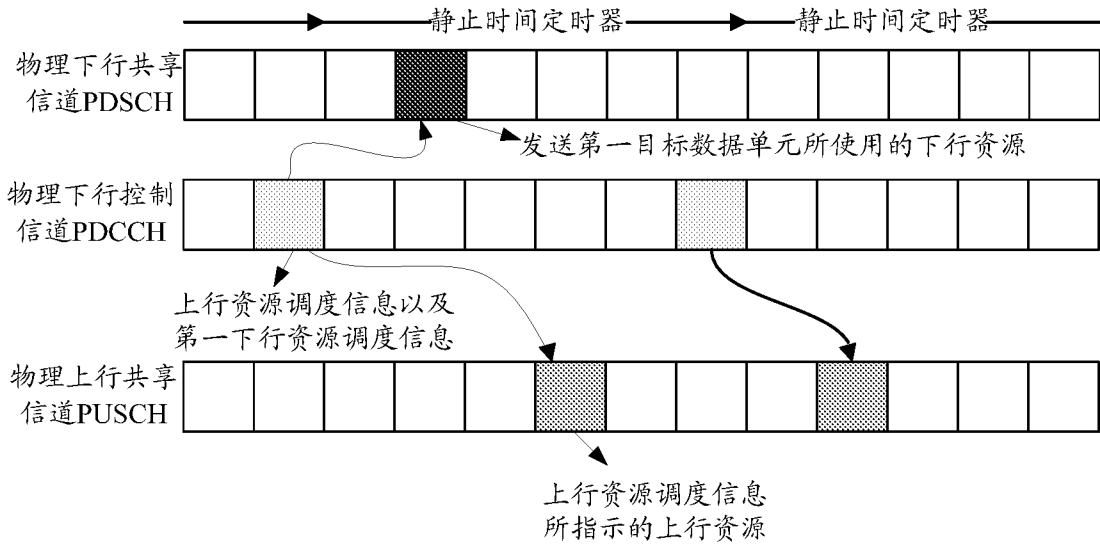 静止时间定时器
静止时间定时器
物理下行共享
信道PDSCH
发送第一目标数据单元所使用的下行资源
物理下行控制
信道PDCCH
上行资源调度信息以及
第一下行资源调度信息
物理上行共享
信道PUSCH
上行资源调度信息
所指示的上行资源